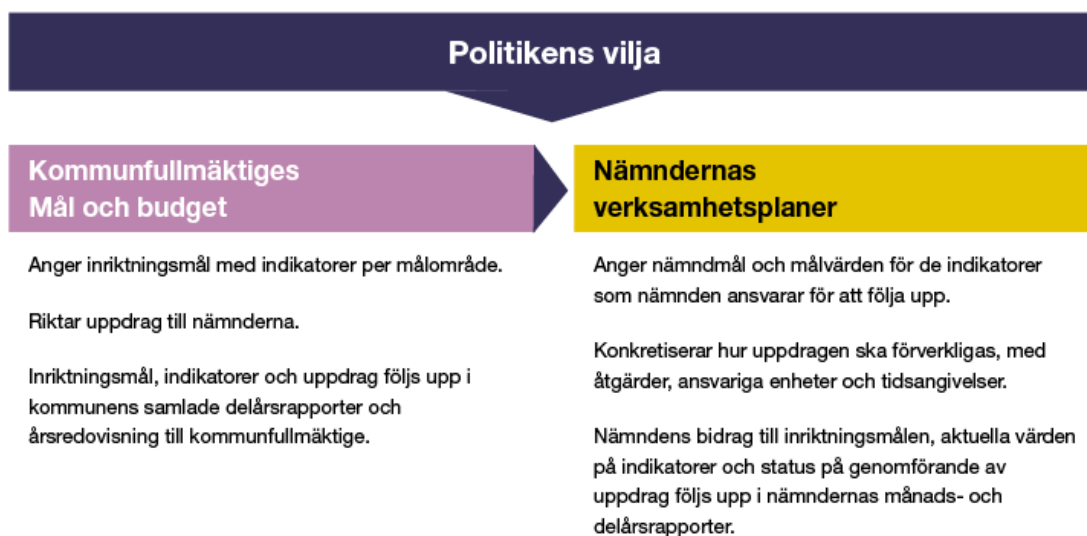 Politikens vilja
Kommunfullmäktiges
Mål och budget
Anger inriktningsmål med indikatorer per målområde.
Riktar uppdrag till nämnderna.
Inriktningsmål, indikatorer och uppdrag följs upp i
kommunens samlade delårsrapporter och
årsredovisning till kommunfullmäktige.
Nämndernas
verksamhetsplaner
Anger nämndmål och målvärden för de indikatorer
som nämnden ansvarar för att följa upp.
Konkretiserar hur uppdragen ska förverkligas, med
åtgärder, ansvariga enheter och tidsangivelser.
Nämndens bidrag till inriktningsmålen, aktuella värden
på indikatorer och status på genomförande av
uppdrag följs upp i nämndernas månads- och
delårsrapporter.